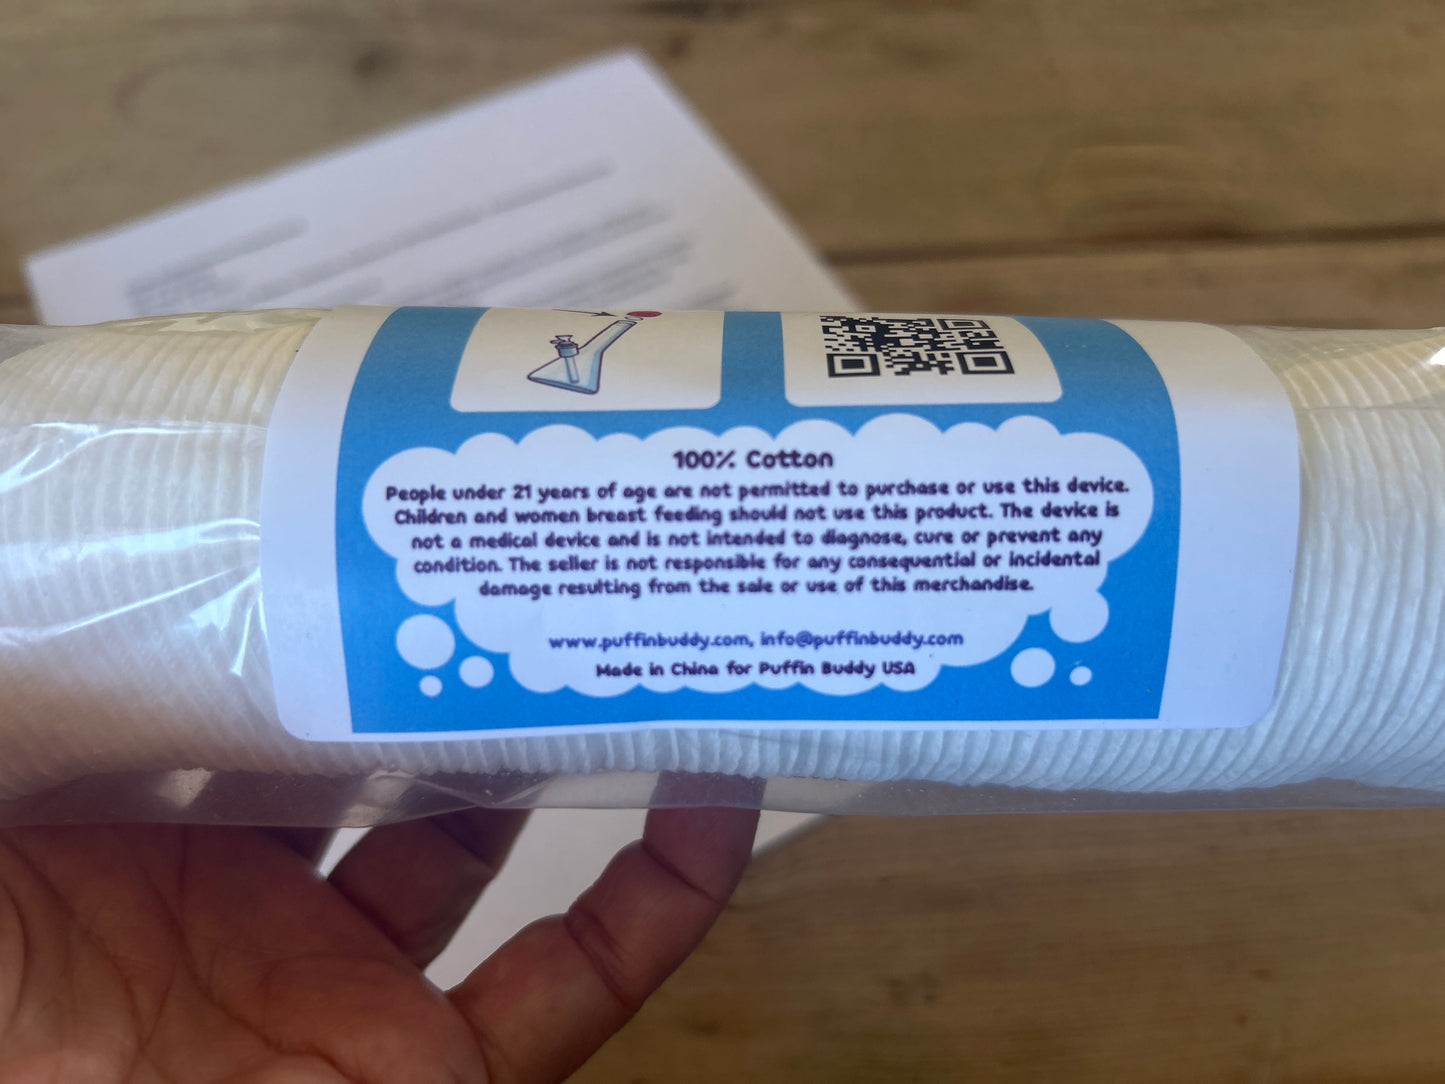 100% Cotton
People under 21 years of age are not permitted to purchase or use this device.
Children and women breast feeding should not use this product. The device is
not a medical device and is not intended to diagnose, cure or prevent any
condition. The seller is not responsible for any consequential or incidental
damage resulting from the sale or use of this merchandise.
www.puffinbuddy.com, info@puffinbuddy.com
Made in China for Puffin Buddy USA